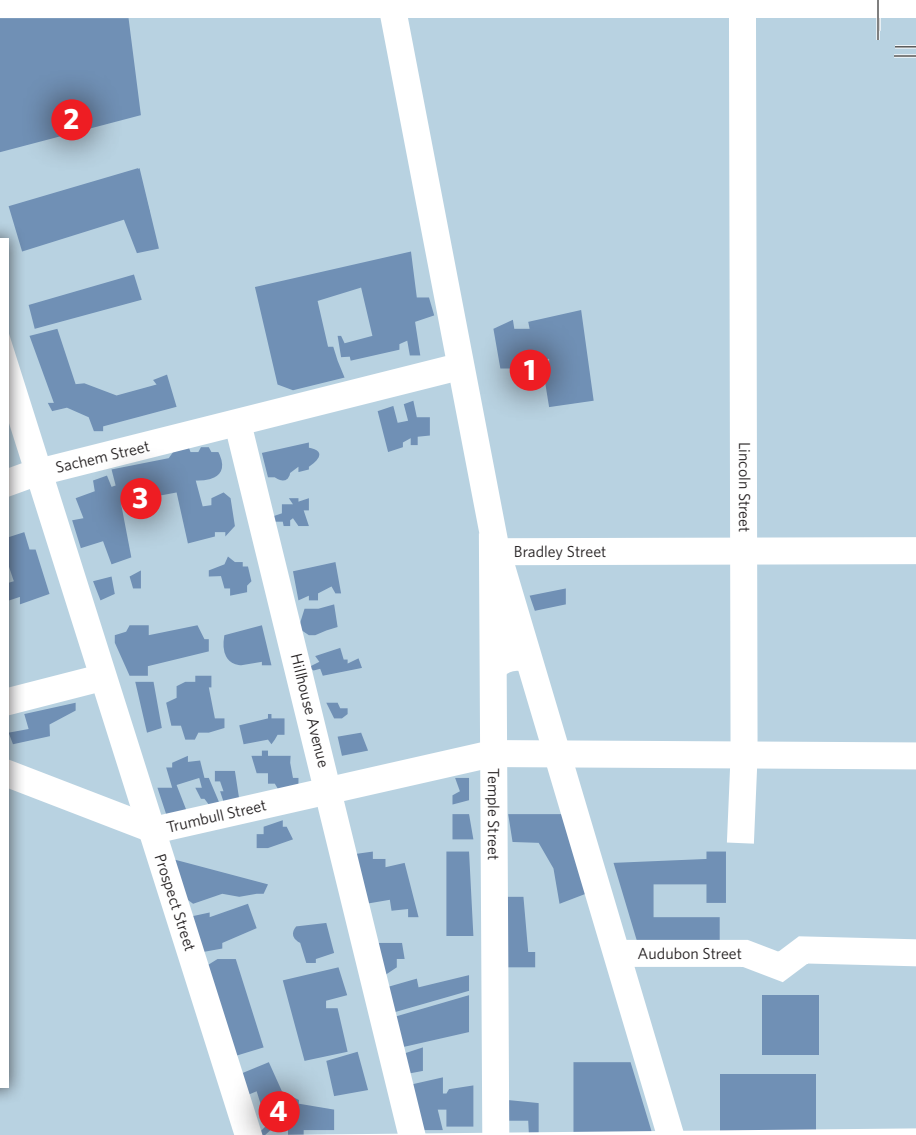 2
1
Sachem Street
Lincoln Street
3
Bradley Street
Hillhouse Avenue
Temple Street
Trumbull Street
Prospect Street
Audubon Street
4